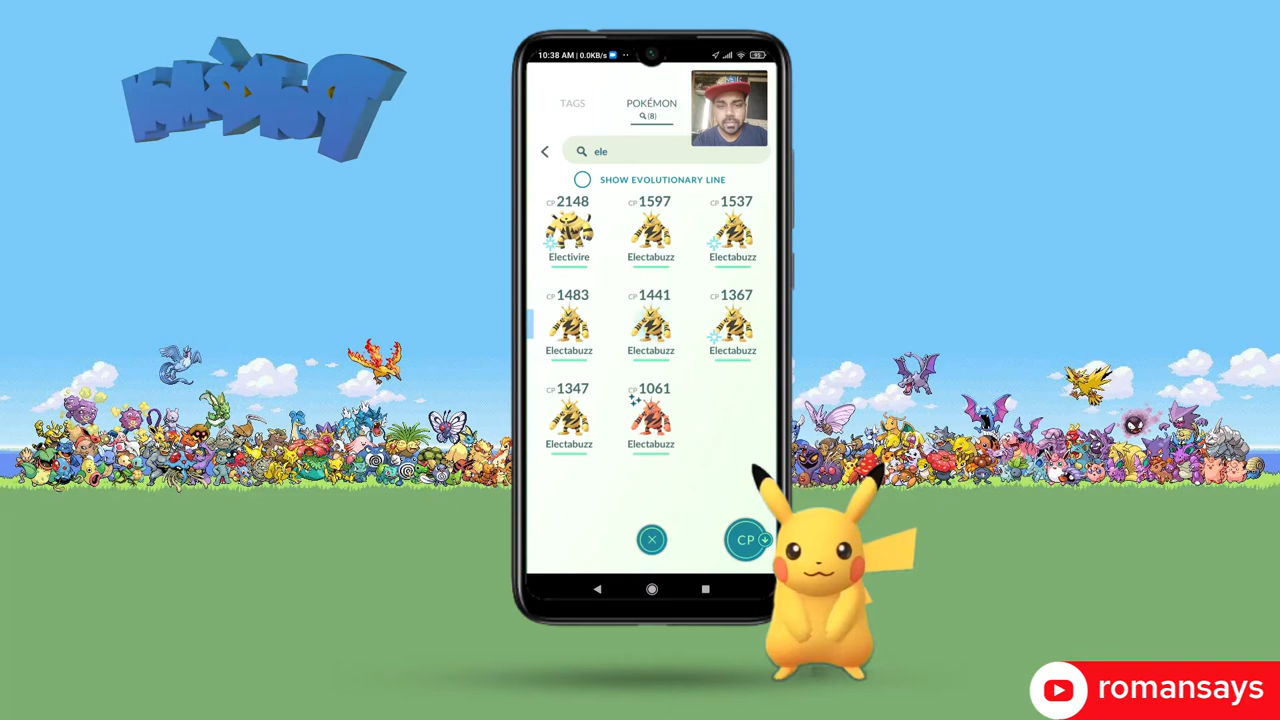 POKÉMON
10:38 AM | 0.0KB/s
95
TAGS
POKÉMON
(8)
ele
SHOW EVOLUTIONARY LINE
CP 2148
CP 1597
CP 1537
Electivire
Electabuzz
Electabuzz
CP 1483
CP 1441
CP 1367
Electabuzz
Electabuzz
Electabuzz
CP 1347
CP 1061
Electabuzz
Electabuzz
CP
romansays